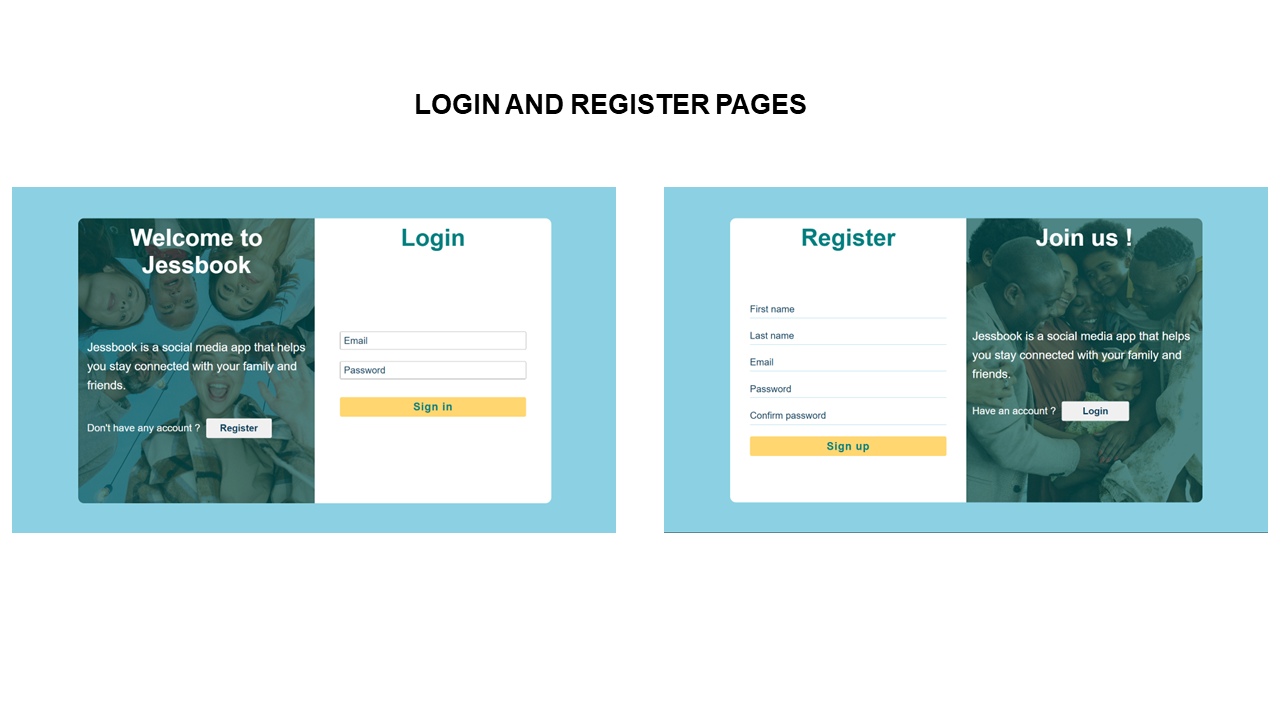 LOGIN AND REGISTER PAGES
Welcome to
Jessbook
Jessbook is a social media app that helps
you stay connected with your family and
friends.
Don't have any account ? Register
Login
Email
Password
Sign in
Register
First name
Last name
Email
Password
Confirm password
Sign up
Join us !
Jessbook is a social media app that helps
you stay connected with your family and
friends.
Have an account ? Login